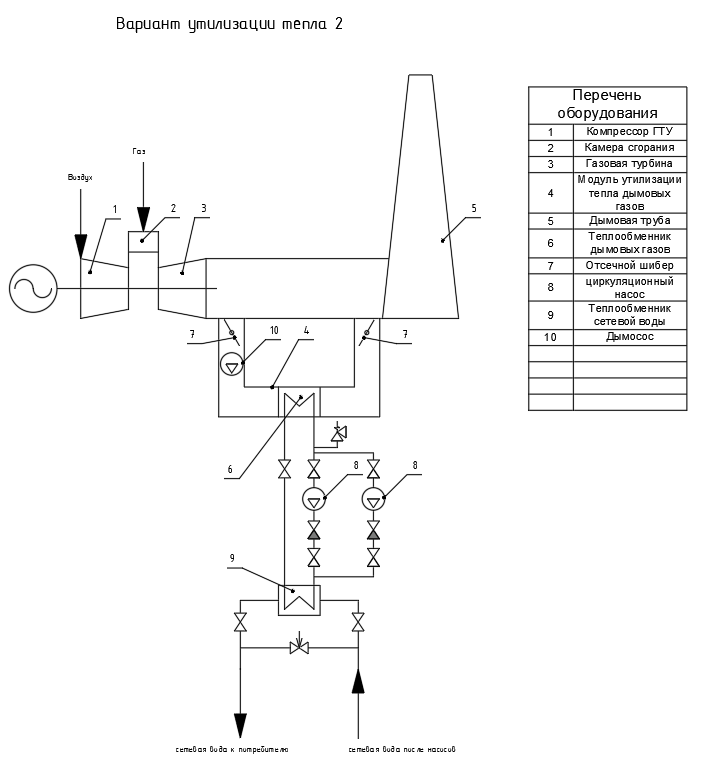 Вариант утилизации тепла 2
Газ
Воздух
1
2
3
5
7
10
4
7
6
8
8
9
сетевая вода к потребителю
сетевая вода после насосов
Перечень
оборудования
1 Компрессор ГТУ
2 Камера сгорания
3 Газовая турбина
4 Модуль утилизации
тепла дымовых
газов
5 Дымовая труба
6 Теплообменник
дымовых газов
7 Отсечной шибер
8 циркуляционный
насос
9 Теплообменник
сетевой воды
10 Дымосос